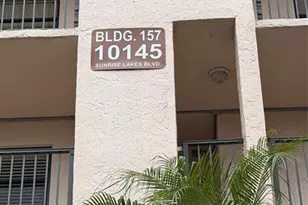 BLDG. 157
10145
SUNRISE LAKES BLVD.